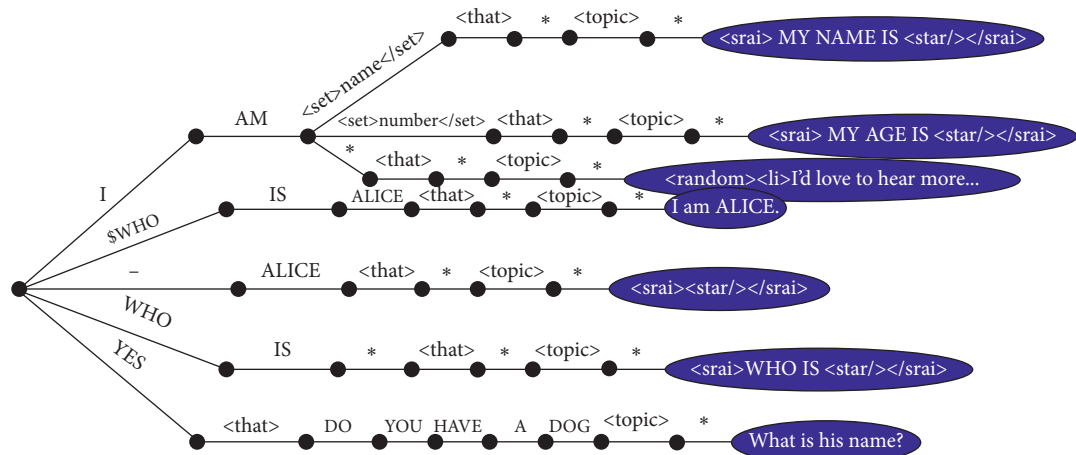 <set>name</set> <that> * <topic> * <srai> MY NAME IS <star/></srai>
I AM <set>number</set> <that> * <topic> * <srai> MY AGE IS <star/></srai>
* <that> * <topic> * <random><li>I'd love to hear more...
$WHO IS ALICE <that> * <topic> * I am ALICE.
– ALICE <that> * <topic> * <srai><star/></srai>
WHO IS * <that> * <topic> * <srai>WHO IS <star/></srai>
YES <that> DO YOU HAVE A DOG <topic> * What is his name?